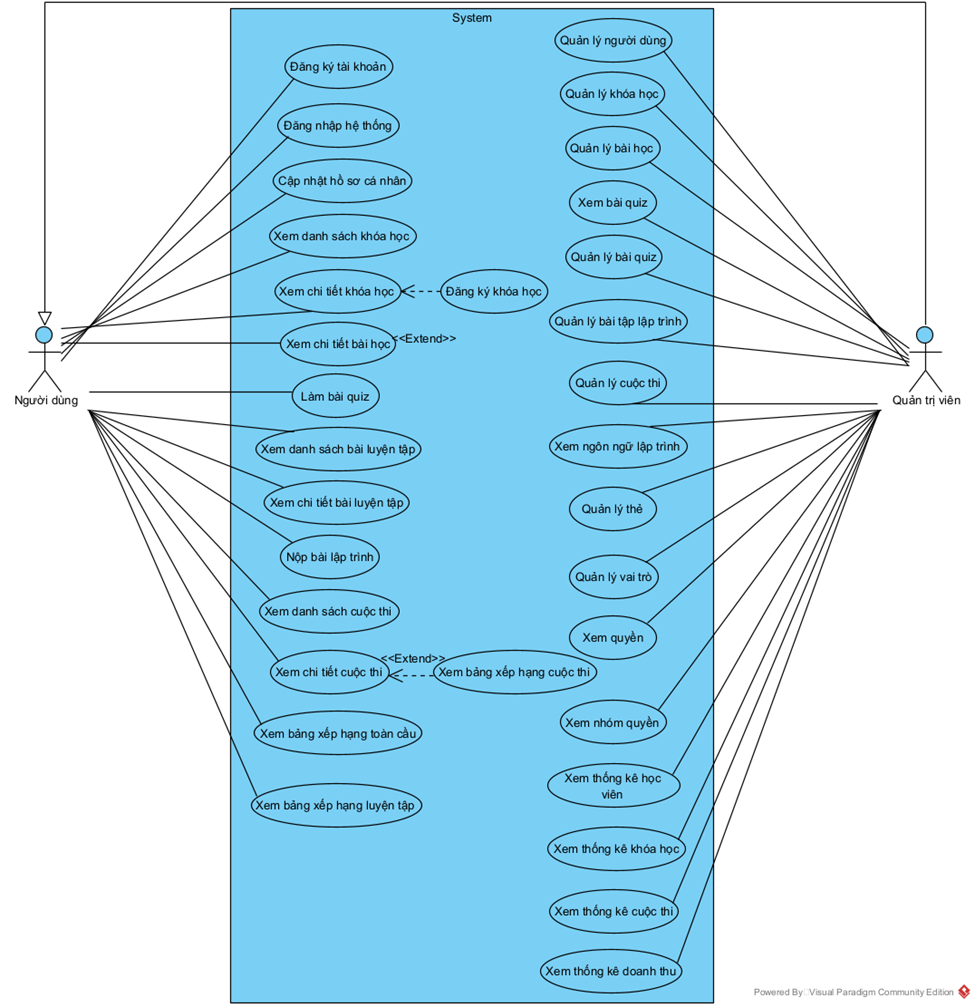 System
Đăng ký tài khoản
Đăng nhập hệ thống
Cập nhật hồ sơ cá nhân
Xem danh sách khóa học
Xem chi tiết khóa học
Đăng ký khóa học
Xem chi tiết bài học
<<Extend>>
Làm bài quiz
Xem danh sách bài luyện tập
Xem chi tiết bài luyện tập
Nộp bài lập trình
Xem danh sách cuộc thi
Xem chi tiết cuộc thi
<<Extend>>
Xem bảng xếp hạng cuộc thi
Xem bảng xếp hạng toàn cầu
Xem bảng xếp hạng luyện tập
Người dùng
Quản lý người dùng
Quản lý khóa học
Quản lý bài học
Xem bài quiz
Quản lý bài quiz
Quản lý bài tập lập trình
Quản lý cuộc thi
Xem ngôn ngữ lập trình
Quản lý thẻ
Quản lý vai trò
Xem quyền
Xem nhóm quyền
Xem thống kê học
viên
Xem thống kê khóa học
Xem thống kê cuộc thi
Xem thống kê doanh thu
Quản trị viên
Powered By Visual Paradigm Community Edition